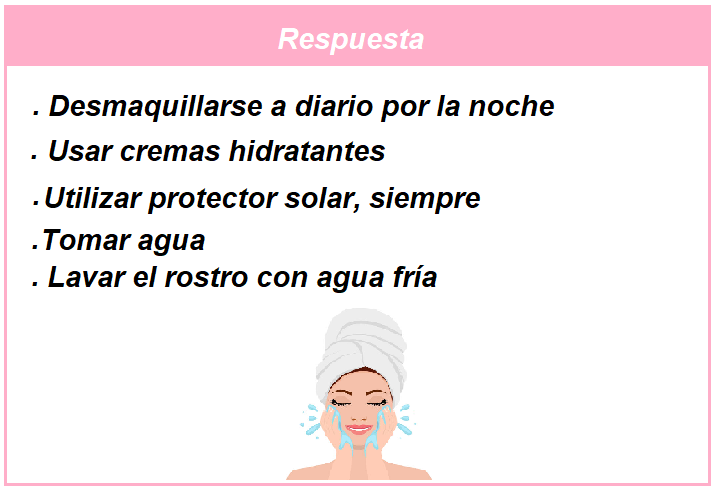 Respuesta
. Desmaquillarse a diario por la noche
. Usar cremas hidratantes
.Utilizar protector solar, siempre
.Tomar agua
. Lavar el rostro con agua fría